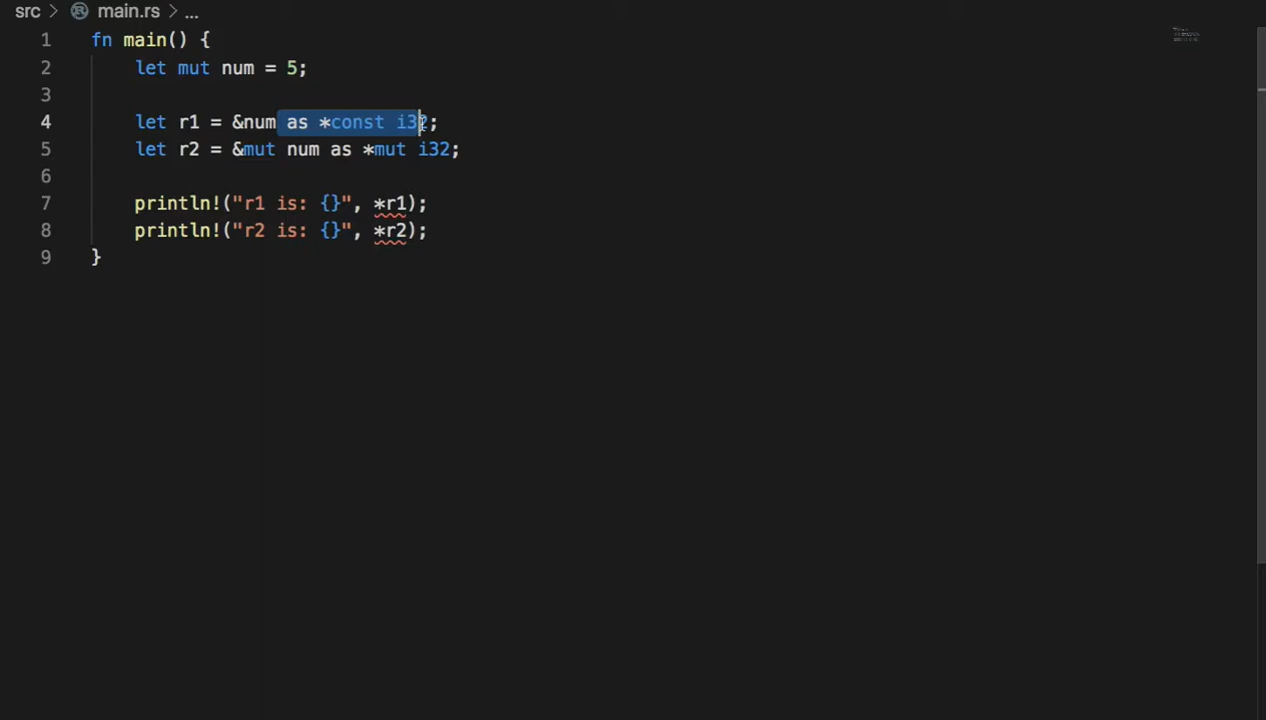 src > main.rs > ...
1 fn main() {
2     let mut num = 5;
3
4     let r1 = &num as *const i32;
5     let r2 = &mut num as *mut i32;
6
7     println!("r1 is: {}", *r1);
8     println!("r2 is: {}", *r2);
9 }